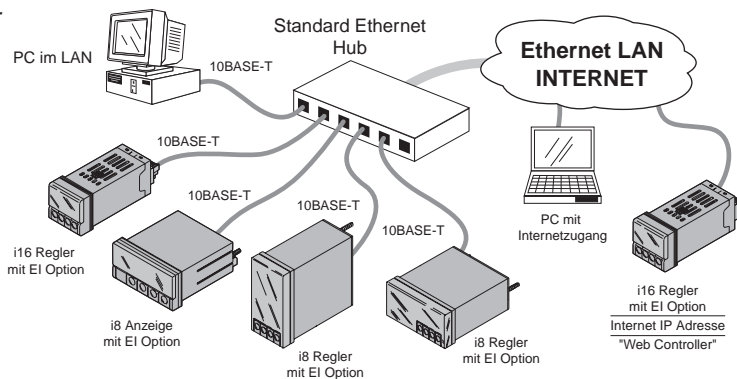 Standard Ethernet
Hub
PC im LAN
10BASE-T
Ethernet LAN
INTERNET
10BASE-T
10BASE-T
10BASE-T
10BASE-T
PC mit
Internetzugang
i16 Regler
mit EI Option
i8 Anzeige
mit EI Option
i8 Regler
mit EI Option
i8 Regler
mit EI Option
i16 Regler
mit EI Option
Internet IP Adresse
"Web Controller"